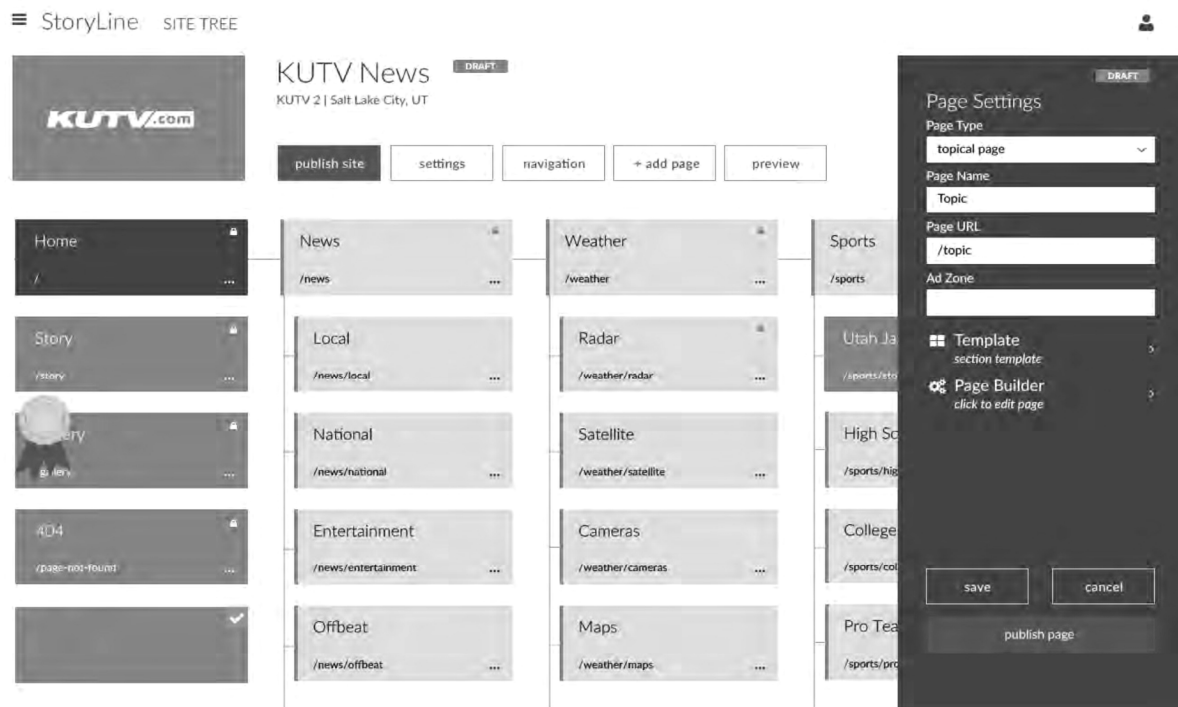 StoryLine SITE TREE
KUTV.com
KUTV News DRAFT
KUTV 2 | Salt Lake City, UT
publish site settings navigation + add page preview
Home
/
...
Story
/story
...
/gallery
...
404
/page-not-found
...
News
/news
...
Local
/news/local
...
National
/news/national
...
Entertainment
/news/entertainment
...
Offbeat
/news/offbeat
...
Weather
/weather
...
Radar
/weather/radar
...
Satellite
/weather/satellite
...
Cameras
/weather/cameras
...
Maps
/weather/maps
...
Sports
/sports
Utah Ja
/sports/sto
High Sc
/sports/hig
College
/sports/col
Pro Tea
/sports/pro
DRAFT
Page Settings
Page Type
topical page
Page Name
Topic
Page URL
/topic
Ad Zone
Template
section template
Page Builder
click to edit page
save cancel
publish page